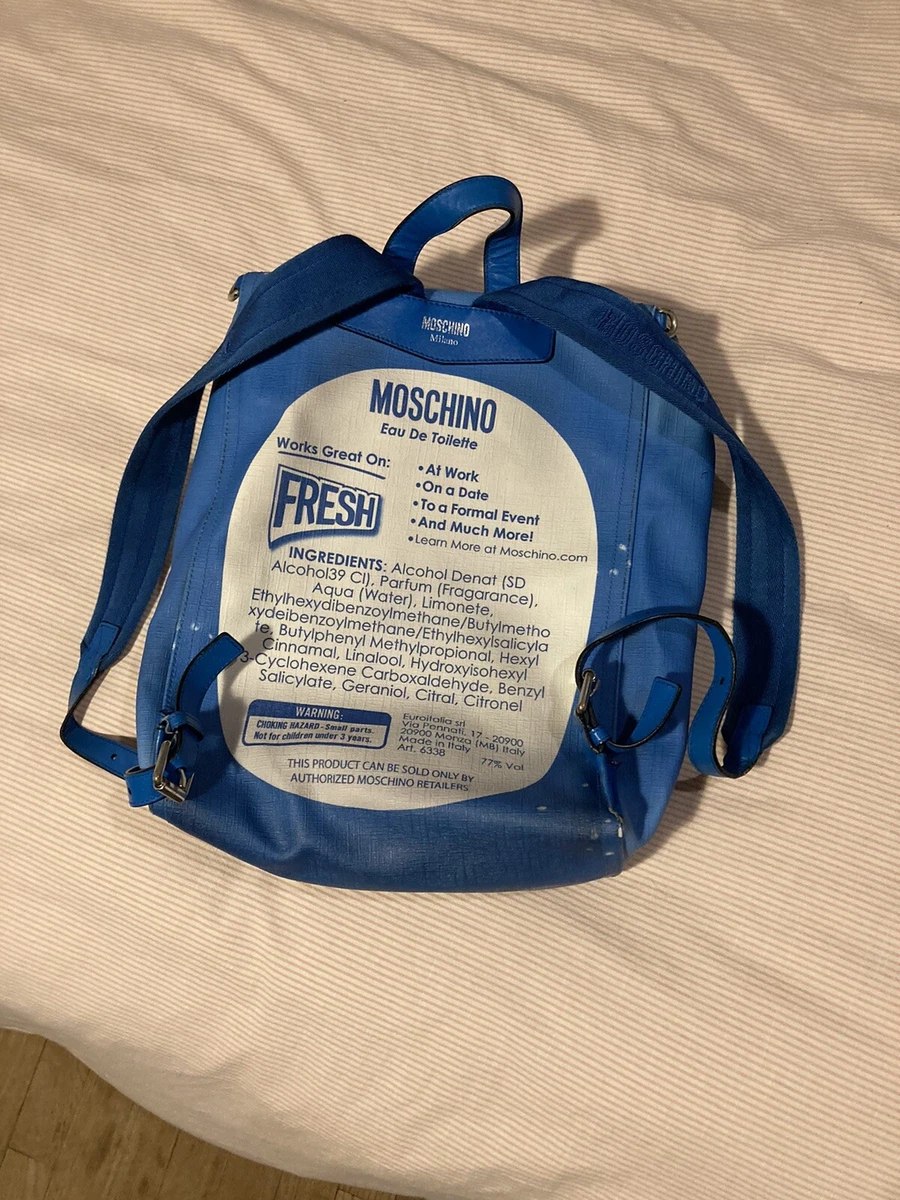 MOSCHINO
Milano
MOSCHINO
MOSCHINO
Eau De Toilette
Works Great On:
FRESH
•At Work
•On a Date
•To a Formal Event
•And Much More!
•Learn More at Moschino.com
INGREDIENTS: Alcohol Denat (SD
Alcohol39 Cl), Parfum (Fragarance),
Aqua (Water), Limonete,
Ethylhexydibenzoylmethane/Butylmetho
xydeibenzoylmethane/Ethylhexylsalicyla
te, Butylphenyl Methylpropional, Hexyl
Cinnamal, Linalool, Hydroxyisohexyl
3-Cyclohexene Carboxaldehyde, Benzyl
Salicylate, Geraniol, Citral, Citronel
WARNING:
CHOKING HAZARD - Small parts.
Not for children under 3 years.
Euroitalia srl
Via Pennati, 17 - 20900
20900 Monza (MB) Italy
Made in Italy
Art. 6338
77% Vol
THIS PRODUCT CAN BE SOLD ONLY BY
AUTHORIZED MOSCHINO RETAILERS